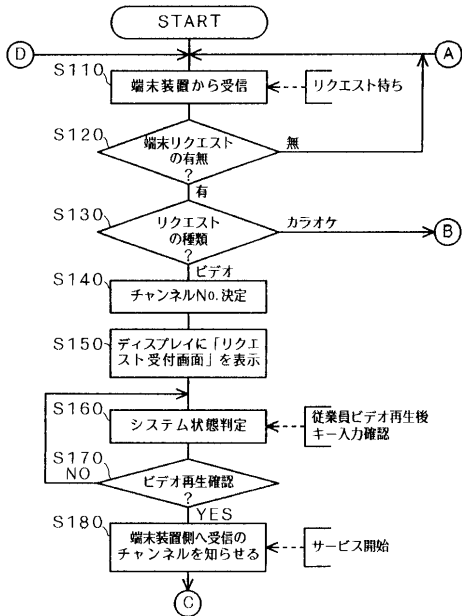 START
D
A
S110
端末装置から受信
リクエスト待ち
S120
端末リクエスト
の有無
?
無
有
S130
リクエスト
の種類
?
カラオケ
B
ビデオ
S140
チャンネルNo.決定
S150
ディスプレイに「リクエ
スト受付画面」を表示
S160
システム状態判定
従業員ビデオ再生後
キー入力確認
S170
NO
ビデオ再生確認
?
YES
S180
端末装置側へ受信の
チャンネルを知らせる
サービス開始
C